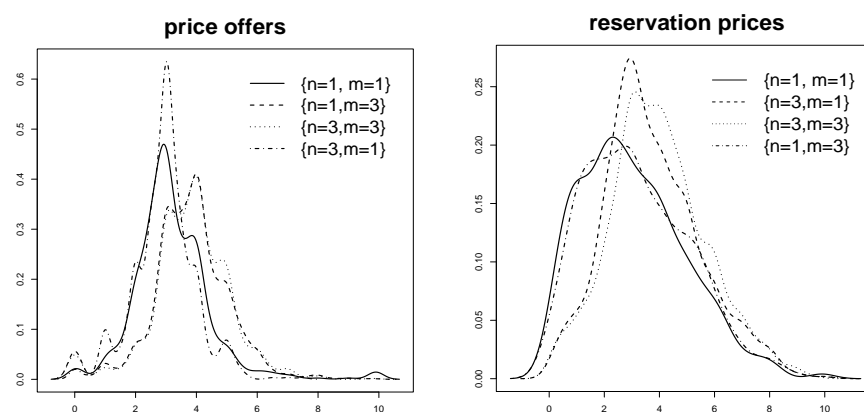 price offers
{n=1, m=1}
{n=1,m=3}
{n=3,m=3}
{n=3,m=1}
0.6
0.5
0.4
0.3
0.2
0.1
0.0
0 2 4 6 8 10
reservation prices
{n=1, m=1}
{n=3,m=1}
{n=3,m=3}
{n=1,m=3}
0.25
0.20
0.15
0.10
0.05
0.00
0 2 4 6 8 10